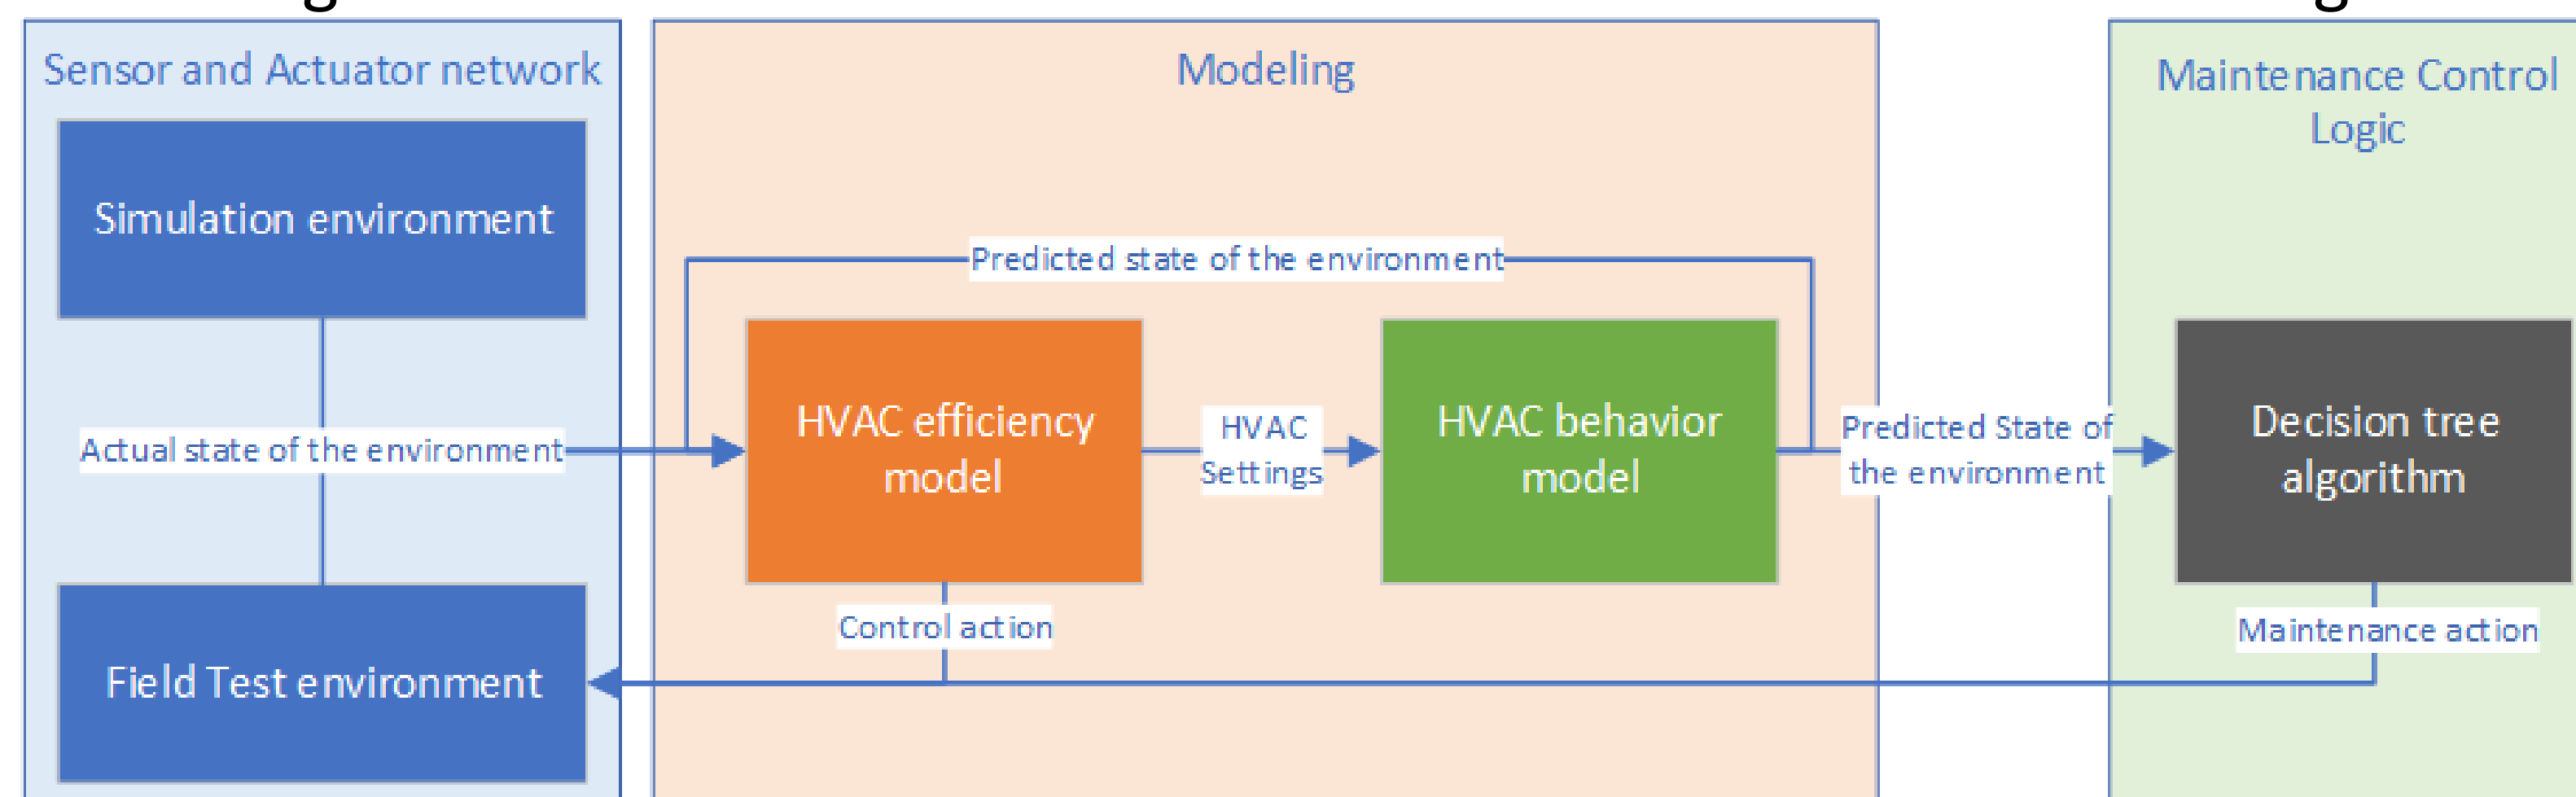 Sensor and Actuator network
Simulation environment
Actual state of the environment
Field Test environment
Modeling
Predicted state of the environment
HVAC efficiency
model
HVAC
Settings
HVAC behavior
model
Control action
Predicted State of
the environment
Maintenance Control
Logic
Decision tree
algorithm
Maintenance action